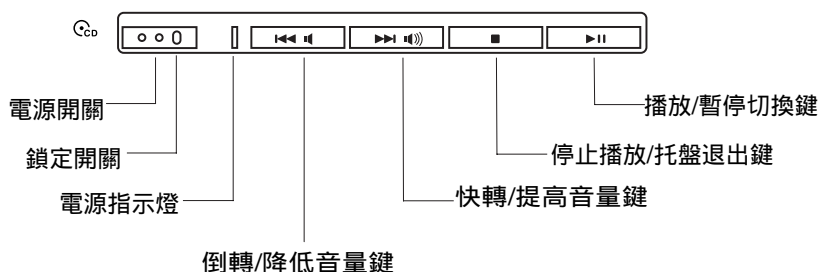 CD
電源開關
播放/暫停切換鍵
鎖定開關
停止播放/托盤退出鍵
電源指示燈
快轉/提高音量鍵
倒轉/降低音量鍵